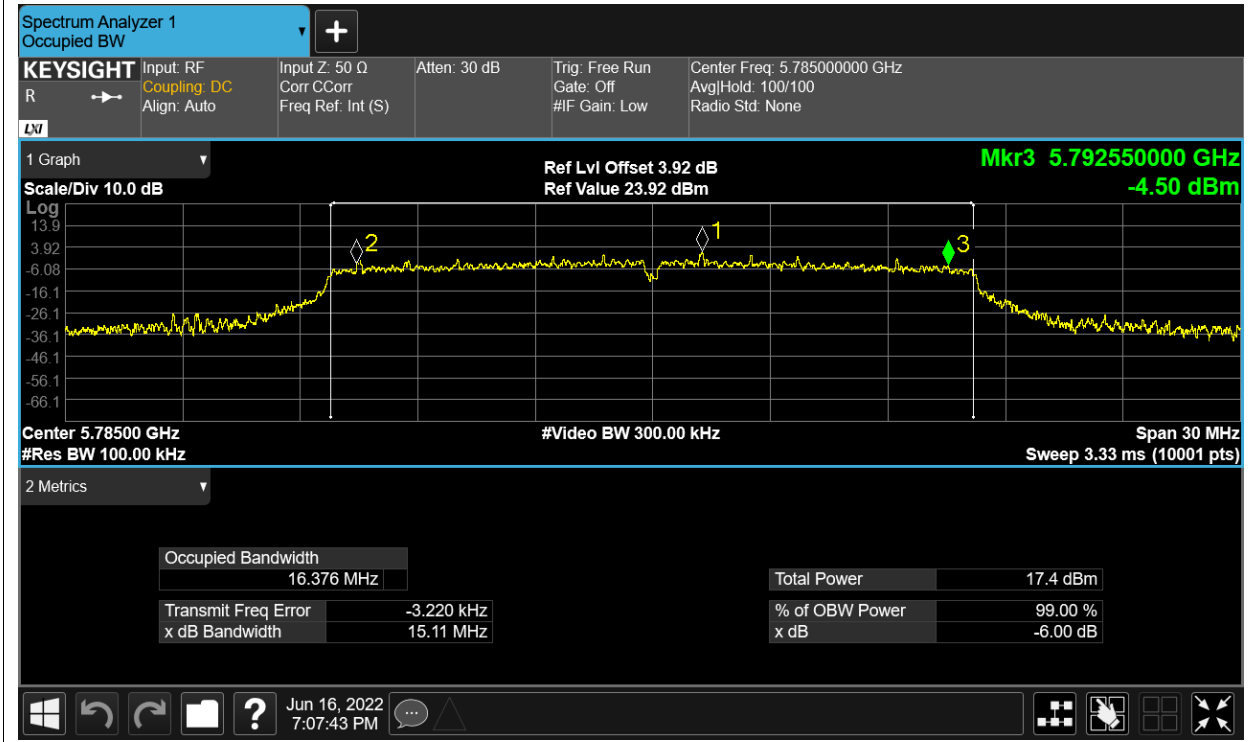 Spectrum Analyzer 1
Occupied BW
KEYSIGHT
R
LXI
Input: RF
Coupling: DC
Align: Auto
Input Z: 50 Ω
Corr CCorr
Freq Ref: Int (S)
Atten: 30 dB
Trig: Free Run
Gate: Off
#IF Gain: Low
Center Freq: 5.785000000 GHz
Avg|Hold: 100/100
Radio Std: None
1 Graph
Scale/Div 10.0 dB
Ref Lvl Offset 3.92 dB
Ref Value 23.92 dBm
Mkr3 5.792550000 GHz
-4.50 dBm
Log
13.9
3.92
-6.08
-16.1
-26.1
-36.1
-46.1
-56.1
-66.1
2
1
3
Center 5.78500 GHz
#Video BW 300.00 kHz
Span 30 MHz
#Res BW 100.00 kHz
Sweep 3.33 ms (10001 pts)
2 Metrics
Occupied Bandwidth
16.376 MHz
Total Power 17.4 dBm
Transmit Freq Error -3.220 kHz
% of OBW Power 99.00 %
x dB Bandwidth 15.11 MHz
x dB -6.00 dB
?
Jun 16, 2022
7:07:43 PM